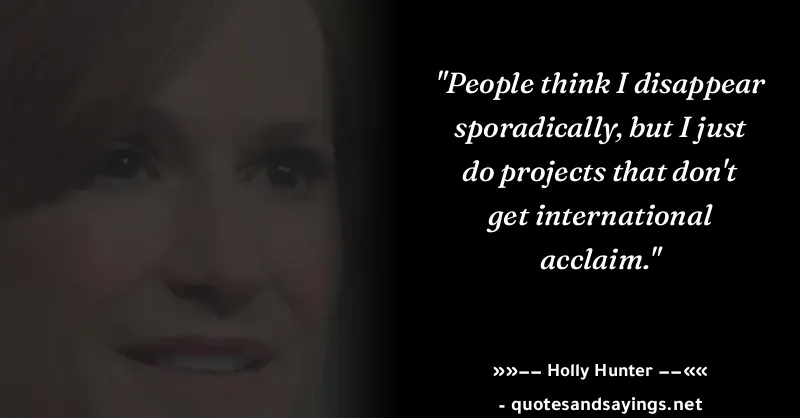 "People think I disappear
sporadically, but I just
do projects that don't
get international
acclaim."
»»−− Holly Hunter −−««
- quotesandsayings.net